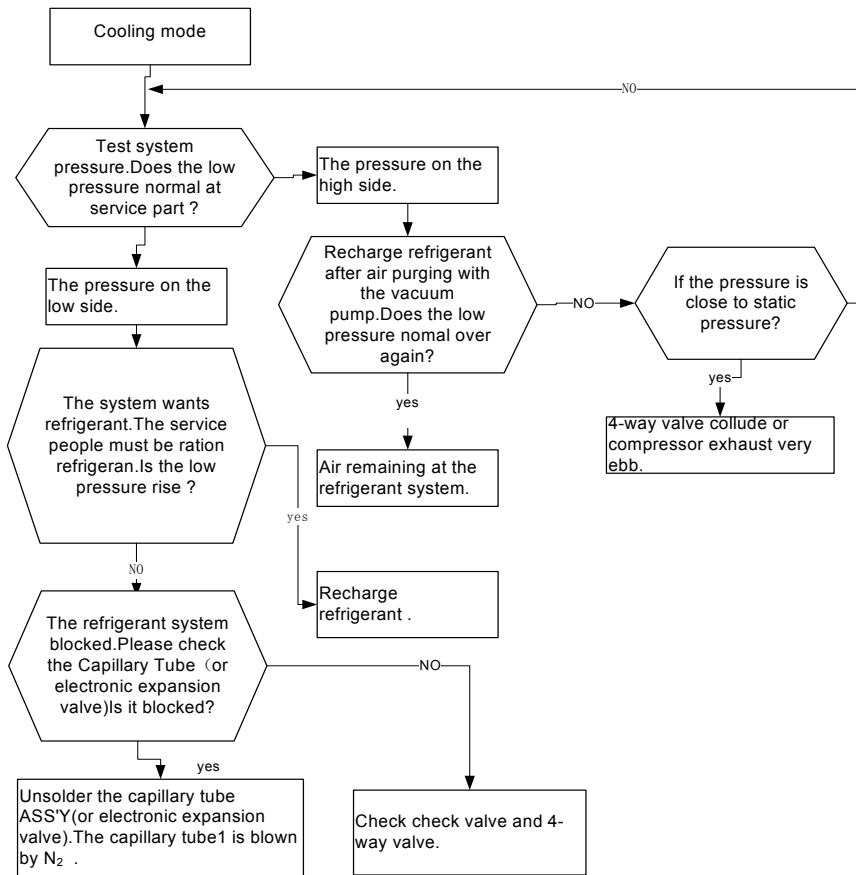 Cooling mode
NO
Test system
pressure.Does the low
pressure normal at
service part ?
The pressure on the
high side.
The pressure on the
low side.
Recharge refrigerant
after air purging with
the vacuum
pump.Does the low
pressure nomal over
again?
NO
If the pressure is
close to static
pressure?
yes
4-way valve collude or
compressor exhaust very
ebb.
yes
Air remaining at the
refrigerant system.
The system wants
refrigerant.The service
people must be ration
refrigeran.Is the low
pressure rise ?
yes
Recharge
refrigerant .
NO
The refrigerant system
blocked.Please check
the Capillary Tube（or
electronic expansion
valve)Is it blocked?
NO
yes
Unsolder the capillary tube
ASS'Y(or electronic expansion
valve).The capillary tube1 is blown
by N₂ .
Check check valve and 4-
way valve.